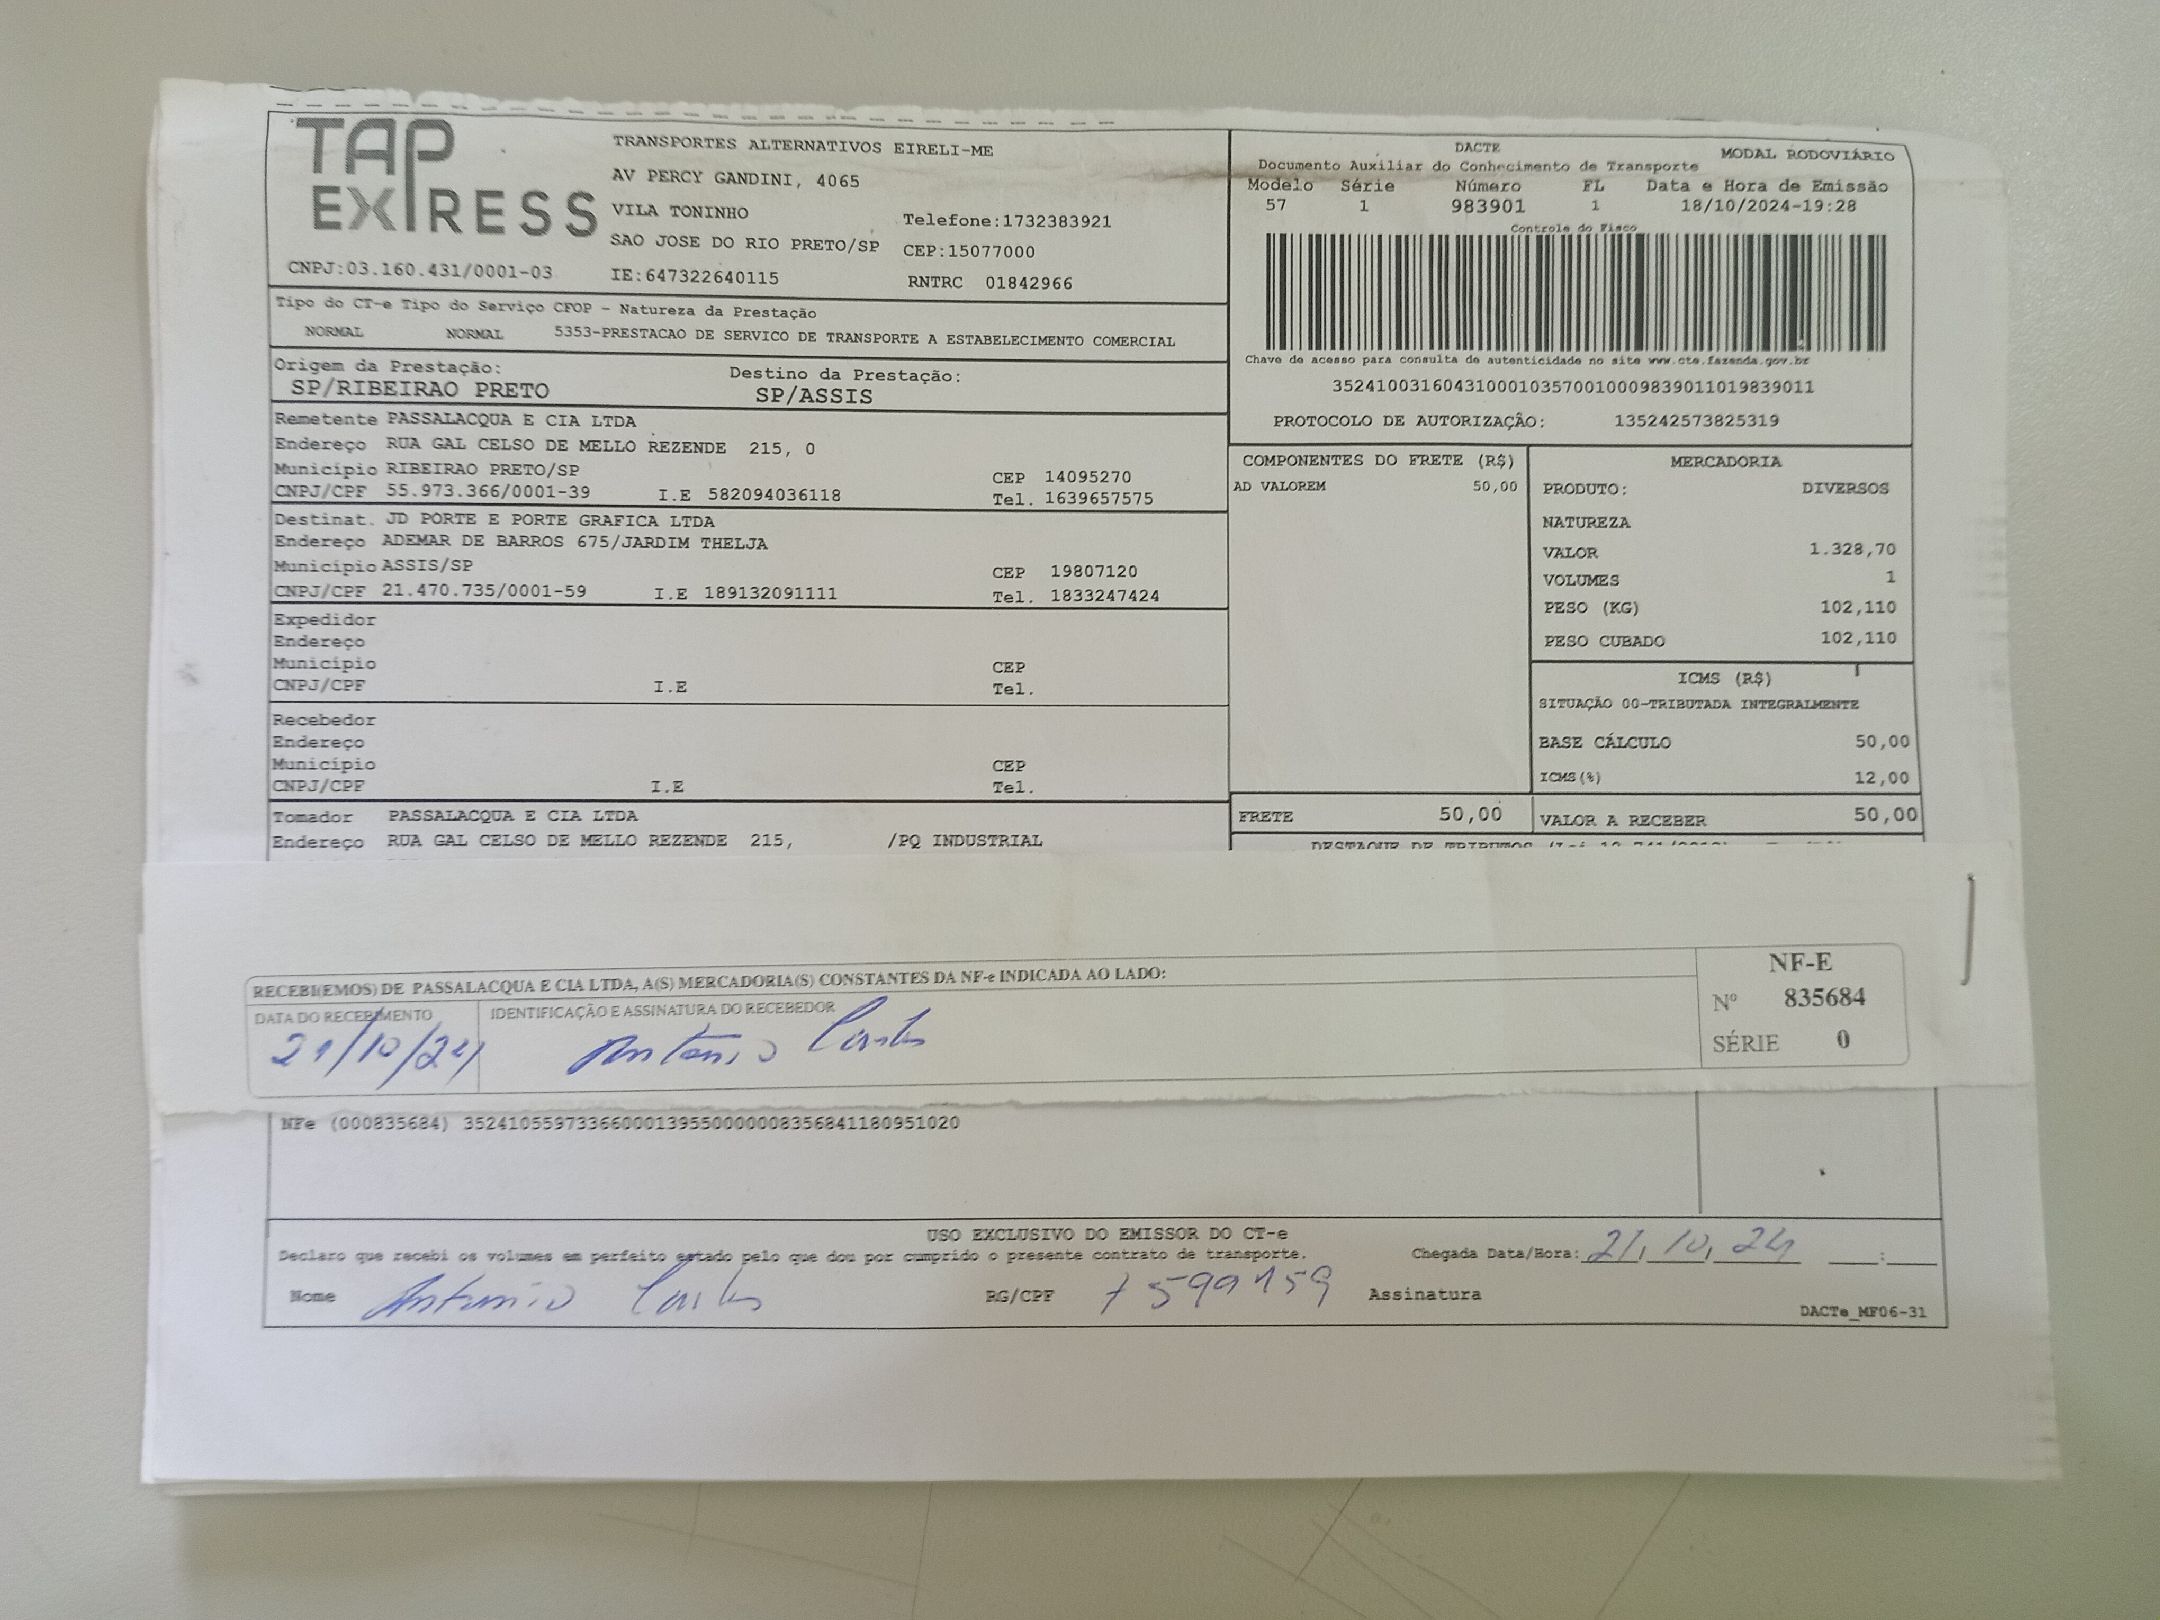 TAP EXPRESS
TRANSPORTES ALTERNATIVOS EIRELI-ME
AV PERCY GANDINI, 4065
VILA TONINHO
Telefone:1732383921
SAO JOSE DO RIO PRETO/SP CEP:15077000
CNPJ:03.160.431/0001-03 IE:647322640115 RNTRC 01842966
DACTE
Documento Auxiliar do Conhecimento de Transporte MODAL RODOVIÁRIO
Modelo Série Número FL Data e Hora de Emissão
57 1 983901 1 18/10/2024-19:28
Controle do Fisco
Chave de acesso para consulta de autenticidade no site www.cte.fazenda.gov.br
35241003160431000103570010009839011019839011
PROTOCOLO DE AUTORIZAÇÃO: 135242573825319
Tipo do CT-e Tipo do Serviço CFOP - Natureza da Prestação
NORMAL NORMAL 5353-PRESTACAO DE SERVICO DE TRANSPORTE A ESTABELECIMENTO COMERCIAL
Origem da Prestação: Destino da Prestação:
SP/RIBEIRAO PRETO SP/ASSIS
Remetente PASSALACQUA E CIA LTDA
Endereço RUA GAL CELSO DE MELLO REZENDE 215, 0
Município RIBEIRAO PRETO/SP CEP 14095270
CNPJ/CPF 55.973.366/0001-39 I.E 582094036118 Tel. 1639657575
Destinat. JD PORTE E PORTE GRAFICA LTDA
Endereço ADEMAR DE BARROS 675/JARDIM THELJA
Município ASSIS/SP CEP 19807120
CNPJ/CPF 21.470.735/0001-59 I.E 189132091111 Tel. 1833247424
Expedidor
Endereço
Município CEP
CNPJ/CPF I.E Tel.
Recebedor
Endereço
Município CEP
CNPJ/CPF I.E Tel.
Tomador PASSALACQUA E CIA LTDA
Endereço RUA GAL CELSO DE MELLO REZENDE 215, /PQ INDUSTRIAL
COMPONENTES DO FRETE (R$)
AD VALOREM 50,00
MERCADORIA
PRODUTO: DIVERSOS
NATUREZA
VALOR 1.328,70
VOLUMES 1
PESO (KG) 102,110
PESO CUBADO 102,110
ICMS (R$)
SITUAÇÃO 00-TRIBUTADA INTEGRALMENTE
BASE CÁLCULO 50,00
ICMS(%) 12,00
FRETE 50,00 VALOR A RECEBER 50,00
DESTAQUE DE TRIBUTOS
RECEBI(EMOS) DE PASSALACQUA E CIA LTDA, A(S) MERCADORIA(S) CONSTANTES DA NF-e INDICADA AO LADO:
DATA DO RECEBIMENTO IDENTIFICAÇÃO E ASSINATURA DO RECEBEDOR
21/10/24 Antonio Carlos
NF-E
Nº 835684
SÉRIE 0
NFe (000835684) 35241055973366000139550000008356841180951020
USO EXCLUSIVO DO EMISSOR DO CT-e
Declaro que recebi os volumes em perfeito estado pelo que dou por cumprido o presente contrato de transporte. Chegada Data/Hora: 21/10/24 :
Nome Antonio Carlos RG/CPF 7599159 Assinatura
DACTe_MF06-31